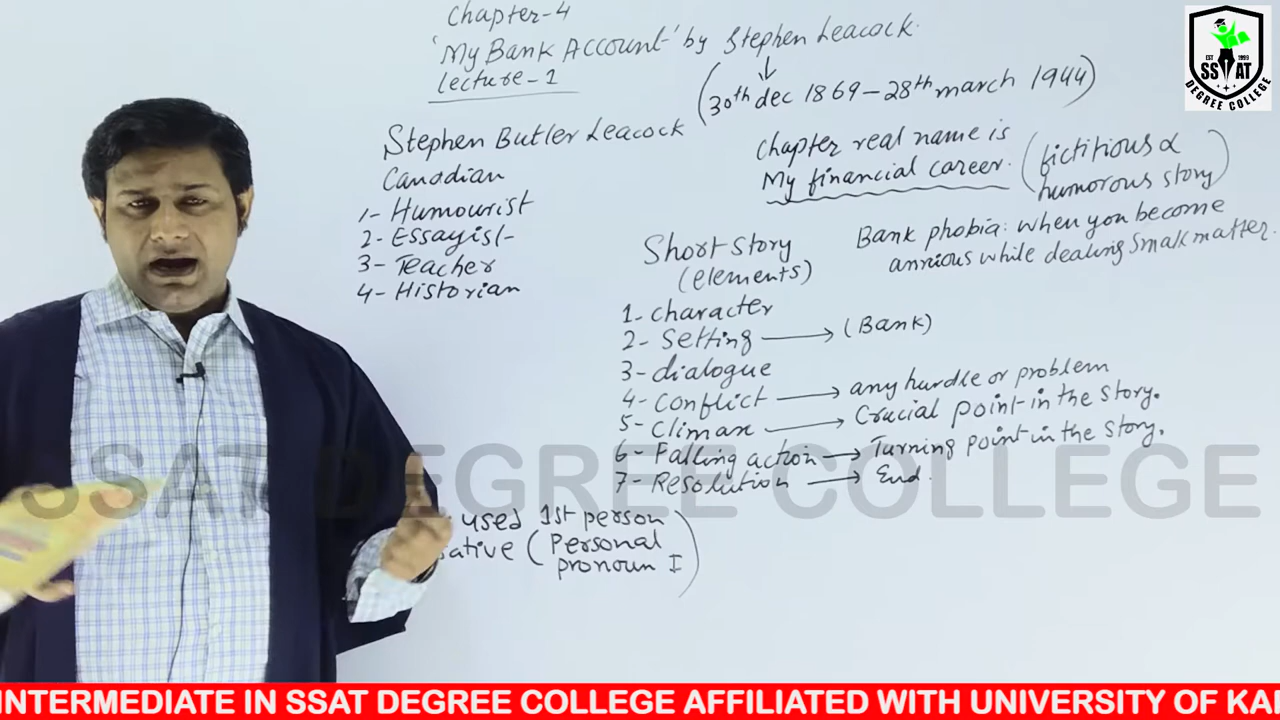 Chapter-4
'My Bank Account' by Stephen Leacock.
Lecture-1
(30th dec 1869-28th march 1944)
Stephen Butler Leacock
Canadian
1- Humourist
2- Essayist
3- Teacher
4- Historian
Chapter real name is
My financial career.
(fictitious &
humorous story)
Bank phobia: when you become
anxious while dealing small matter.
Short story
(elements)
1- character
2- Setting → (Bank)
3- dialogue
4- Conflict → any hurdle or problem
5- Climax → Crucial point in the story.
6- Falling action → Turning point in the story.
7- Resolution → End.
used 1st person
ative (Personal
pronoun I)
SSAT DEGREE COLLEGE
EST 1999
SSAT
DEGREE COLLEGE
INTERMEDIATE IN SSAT DEGREE COLLEGE AFFILIATED WITH UNIVERSITY OF KA